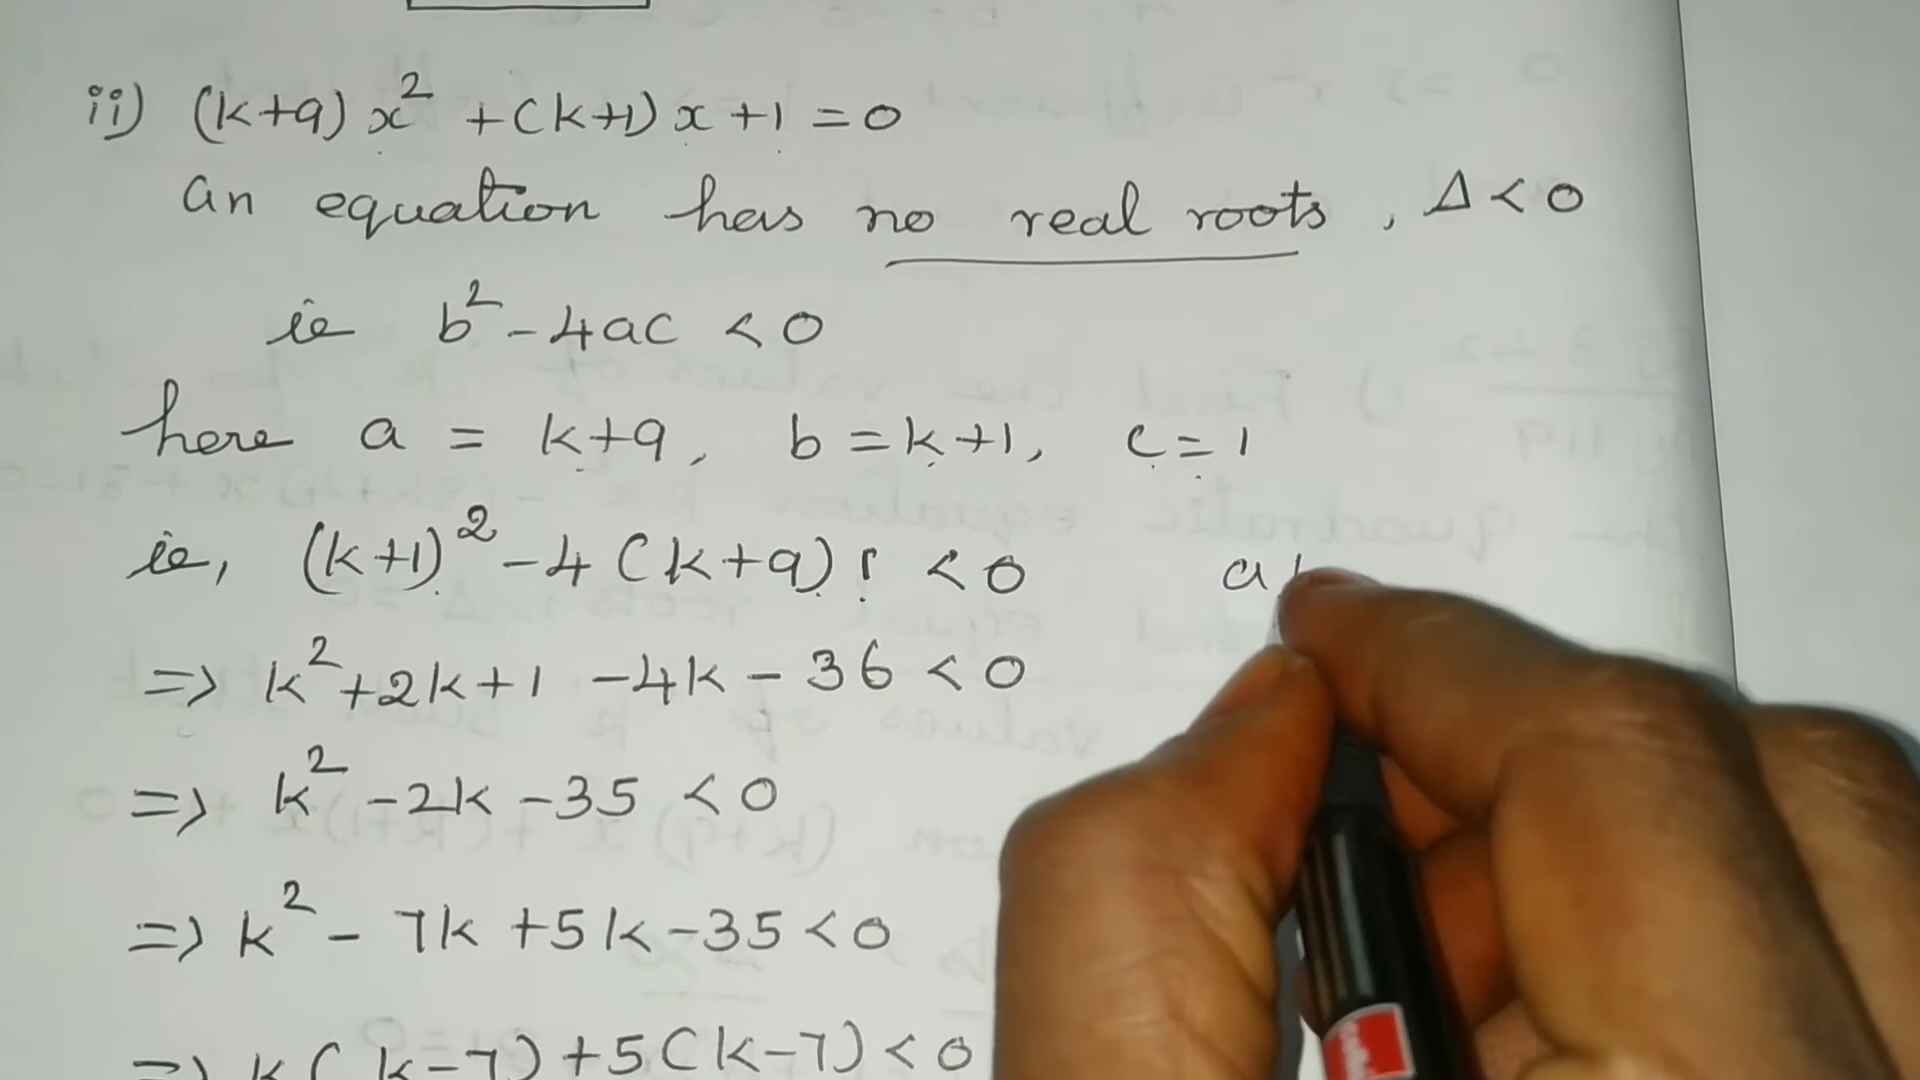 ii) (k+9)x² + (k+1)x + 1 = 0
an equation has no real roots, Δ < 0
ie b² - 4ac < 0
here a = k+9, b = k+1, c = 1
ie, (k+1)² - 4(k+9) 1 < 0
a
=> k² + 2k + 1 - 4k - 36 < 0
=> k² - 2k - 35 < 0
=> k² - 7k + 5k - 35 < 0
=> k(k-7) + 5(k-7) < 0